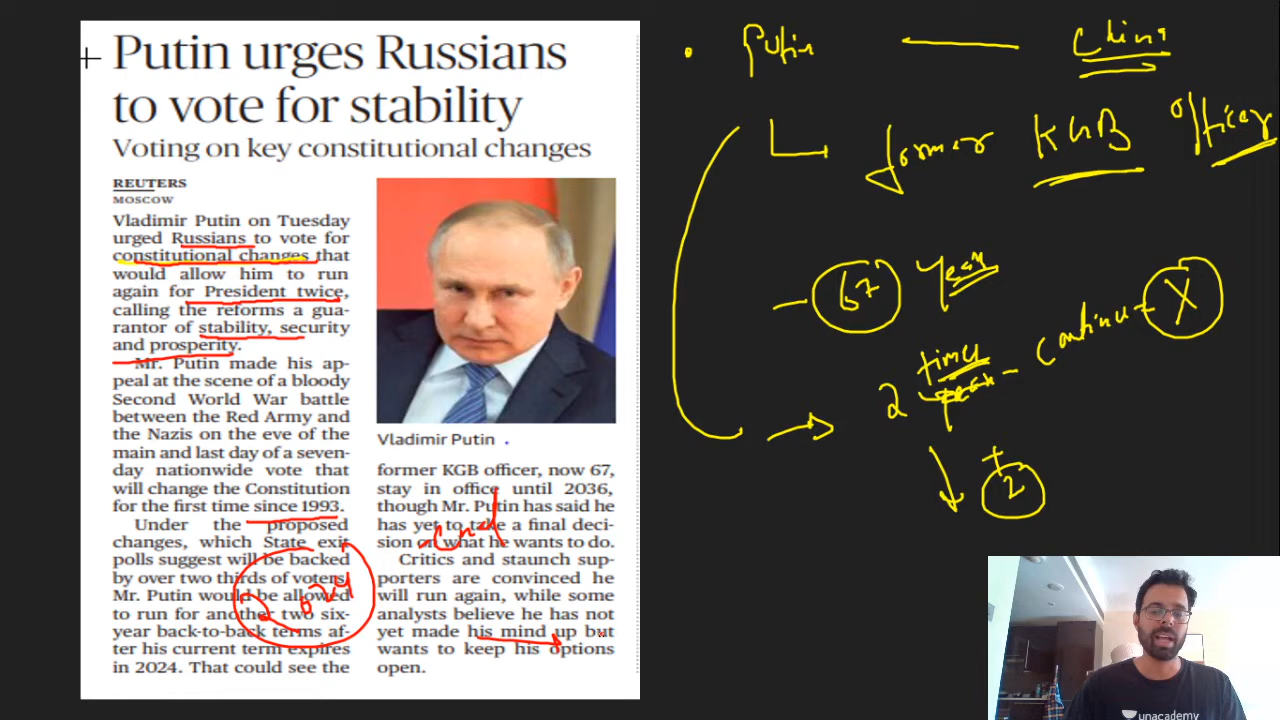 Putin urges Russians
to vote for stability
Voting on key constitutional changes
REUTERS
MOSCOW
Vladimir Putin on Tuesday
urged Russians to vote for
constitutional changes that
would allow him to run
again for President twice,
calling the reforms a gua-
rantor of stability, security
and prosperity.
Mr. Putin made his ap-
peal at the scene of a bloody
Second World War battle
between the Red Army and
the Nazis on the eve of the
main and last day of a seven-
day nationwide vote that
will change the Constitution
for the first time since 1993.
Under the proposed
changes, which State exit
polls suggest will be backed
by over two thirds of voters,
Mr. Putin would be allowed
to run for another two six-
year back-to-back terms af-
ter his current term expires
in 2024. That could see the
2024
Vladimir Putin
former KGB officer, now 67,
stay in office until 2036,
though Mr. Putin has said he
has yet to take a final deci-
sion on what he wants to do.
end
Critics and staunch sup-
porters are convinced he
will run again, while some
analysts believe he has not
yet made his mind up but
wants to keep his options
open.
Putin China
former KGB officer
67 years
2 times continue X
+2
unacademy